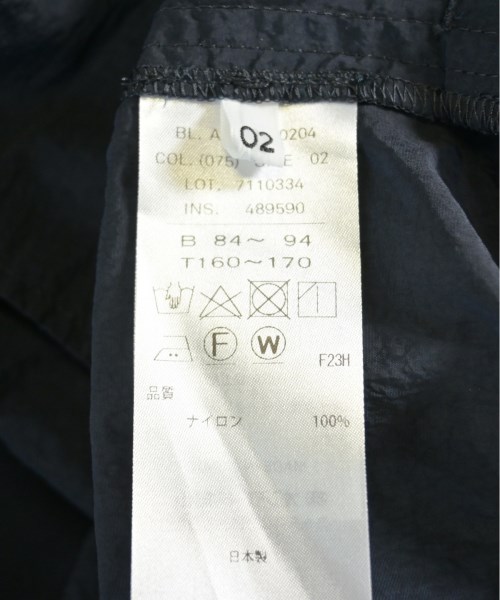 02
BL. A 0204
COL. (075) 02
LOT. 7110334
INS. 489590
B 84～ 94
T160～170
F W
F23H
品質
ナイロン 100%
日本製